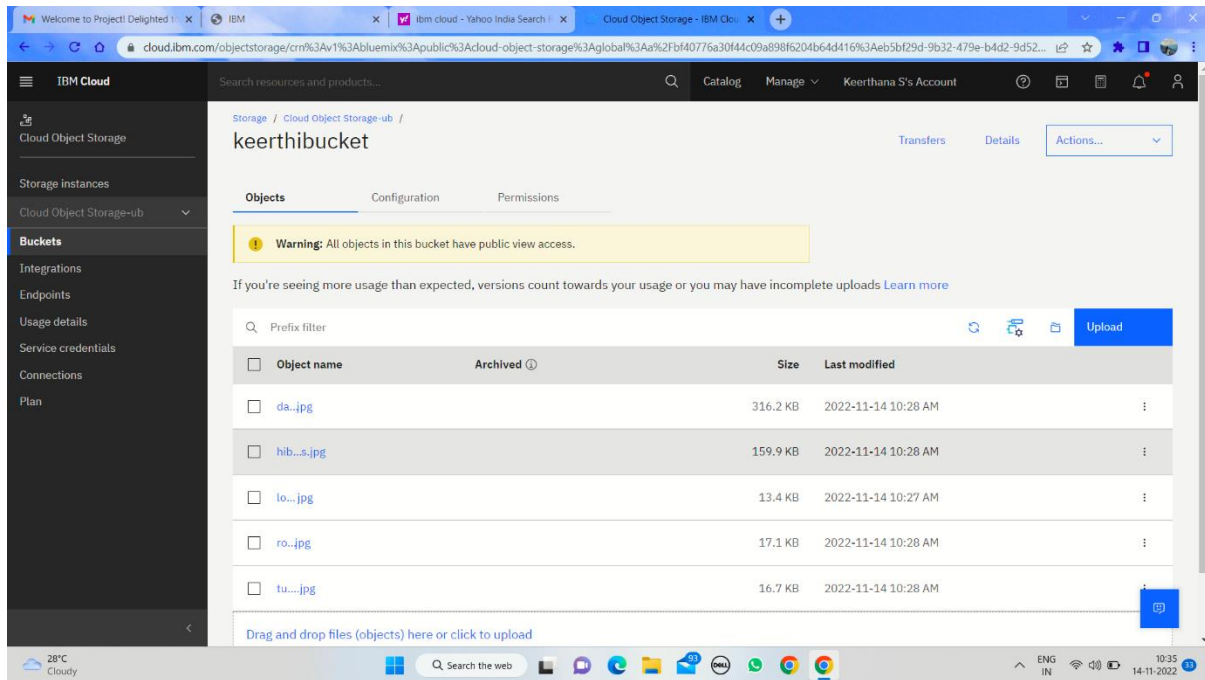 Welcome to Project! Delighted t
IBM
ibm cloud - Yahoo India Search R
Cloud Object Storage - IBM Clou
cloud.ibm.com/objectstorage/crn%3Av1%3Abluemix%3Apublic%3Acloud-object-storage%3Aglobal%3Aa%2Fbf40776a30f44c09a898f6204b64d416%3Aeb5bf29d-9b32-479e-b4d2-9d52...
IBM Cloud
Search resources and products...
Catalog
Manage
Keerthana S's Account
Cloud Object Storage
Storage instances
Cloud Object Storage-ub
Buckets
Integrations
Endpoints
Usage details
Service credentials
Connections
Plan
Storage / Cloud Object Storage-ub /
keerthibucket
Transfers
Details
Actions...
Objects
Configuration
Permissions
Warning: All objects in this bucket have public view access.
If you're seeing more usage than expected, versions count towards your usage or you may have incomplete uploads Learn more
Prefix filter
Upload
Object name Archived Size Last modified
da...jpg 316.2 KB 2022-11-14 10:28 AM
hib...s.jpg 159.9 KB 2022-11-14 10:28 AM
lo....jpg 13.4 KB 2022-11-14 10:27 AM
ro...jpg 17.1 KB 2022-11-14 10:28 AM
tu....jpg 16.7 KB 2022-11-14 10:28 AM
Drag and drop files (objects) here or click to upload
28°C
Cloudy
Search the web
93
DELL
ENG
IN
10:35
14-11-2022
33